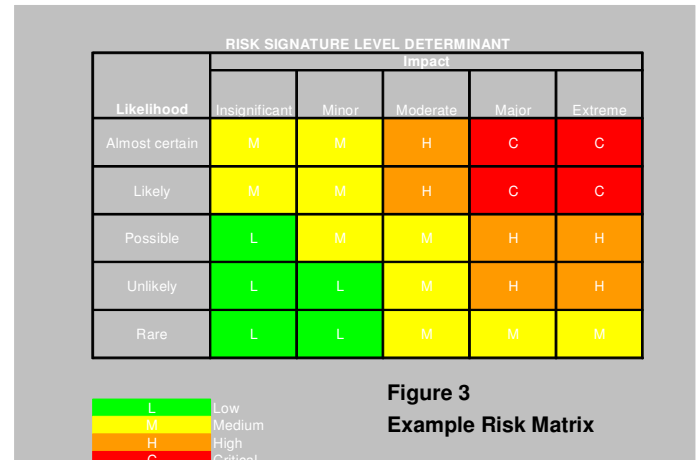 RISK SIGNATURE LEVEL DETERMINANT
Impact
Likelihood Insignificant Minor Moderate Major Extreme
Almost certain M M H C C
Likely M M H C C
Possible L M M H H
Unlikely L L M H H
Rare L L M M M
Figure 3
Example Risk Matrix
L Low
M Medium
H High
C Critical